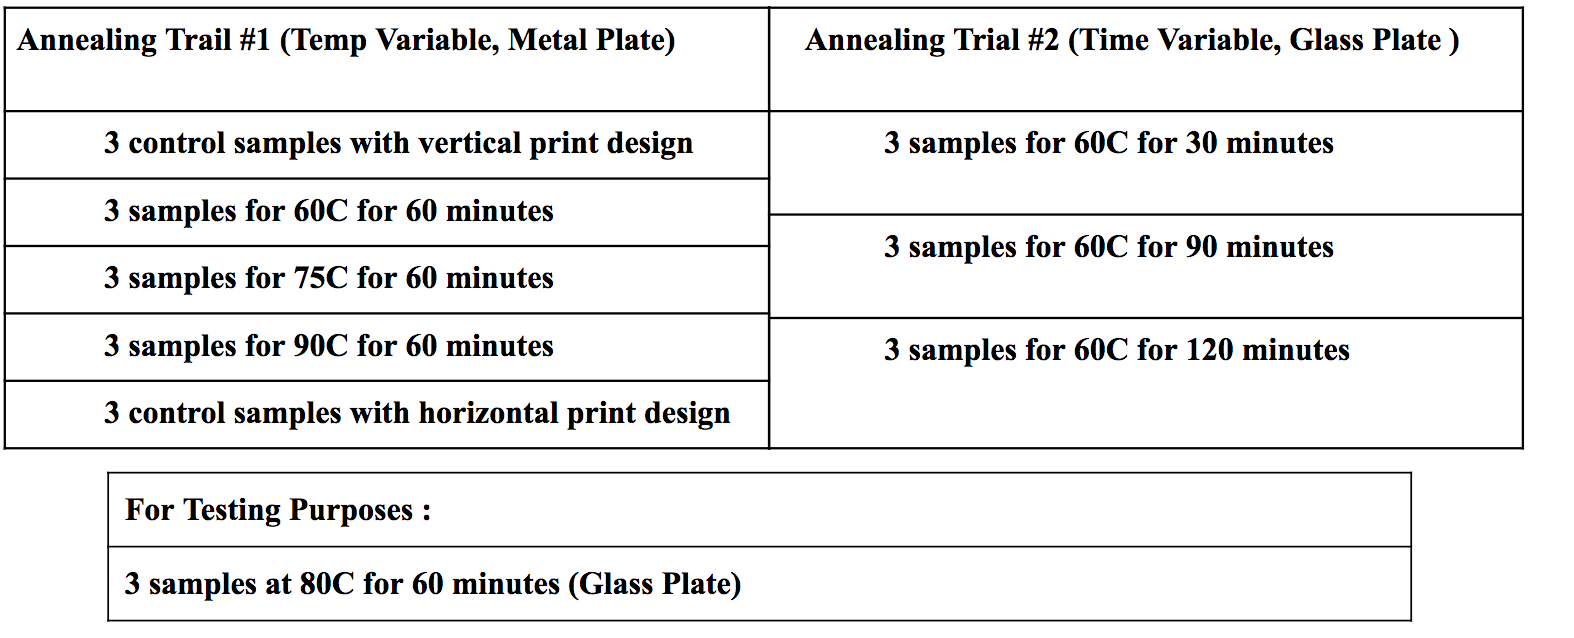 Annealing Trail #1 (Temp Variable, Metal Plate)
3 control samples with vertical print design
3 samples for 60C for 60 minutes
3 samples for 75C for 60 minutes
3 samples for 90C for 60 minutes
3 control samples with horizontal print design
Annealing Trial #2 (Time Variable, Glass Plate )
3 samples for 60C for 30 minutes
3 samples for 60C for 90 minutes
3 samples for 60C for 120 minutes
For Testing Purposes :
3 samples at 80C for 60 minutes (Glass Plate)